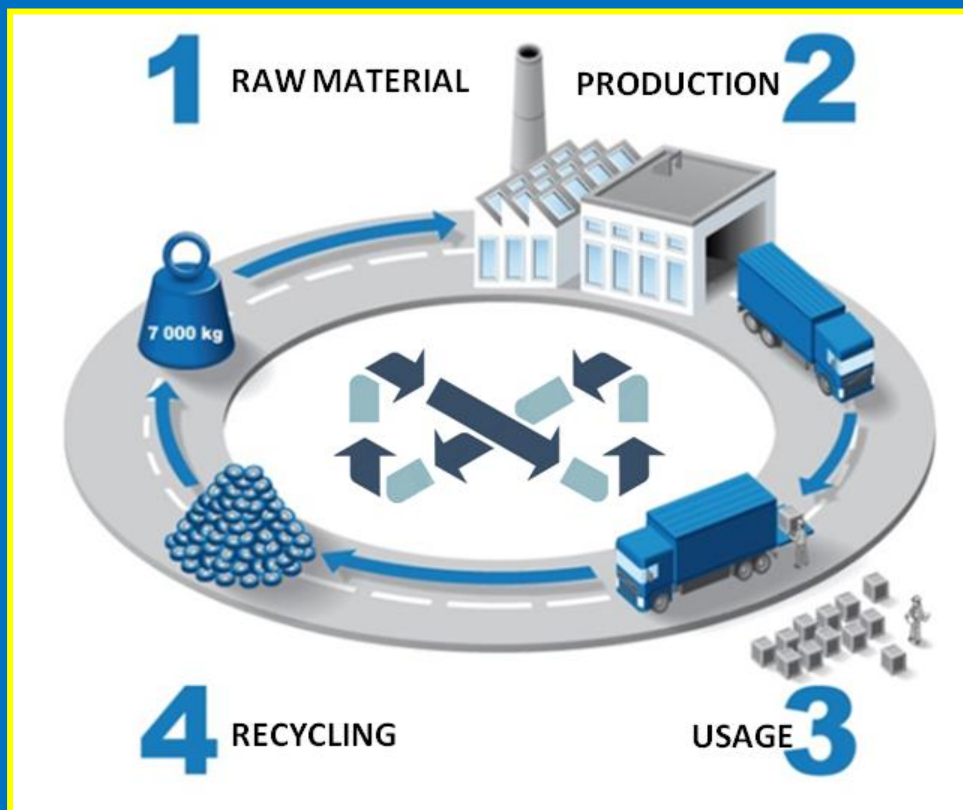 1 RAW MATERIAL
PRODUCTION 2
7 000 kg
4 RECYCLING
USAGE 3